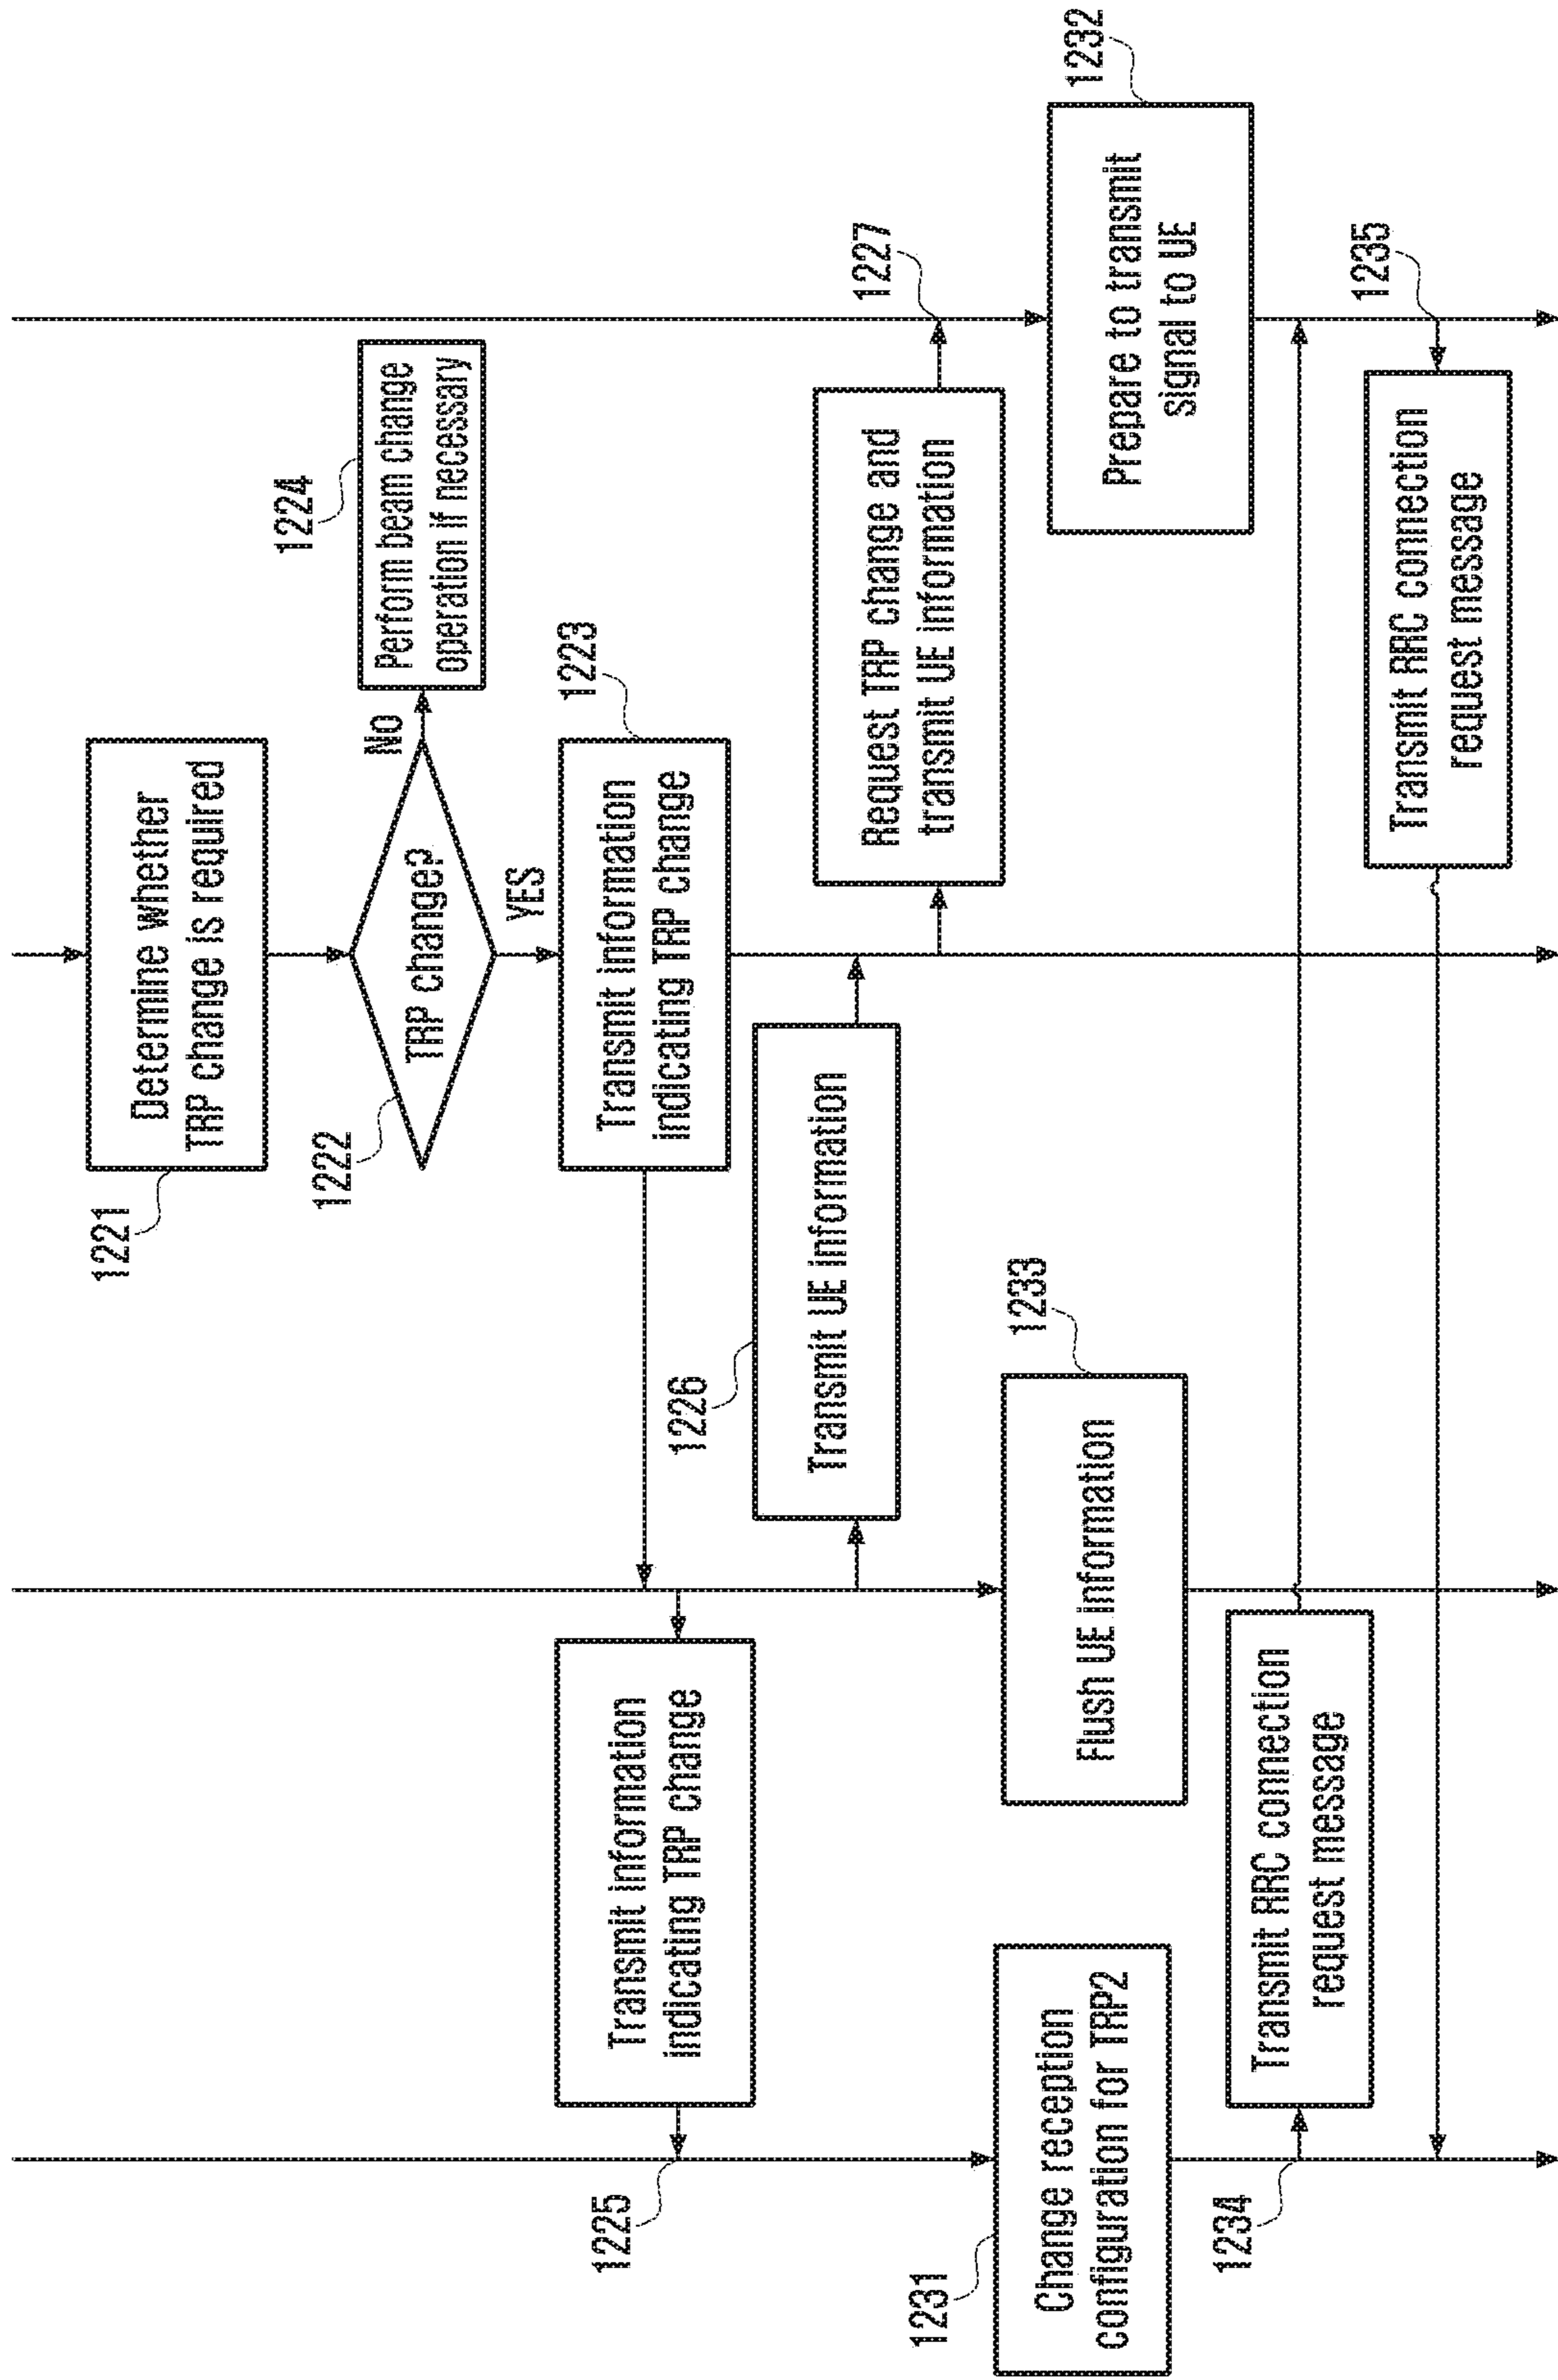 1221
Determine whether
TRP change is required
1222
TRP change?
NO
1224
Perform beam change
operation if necessary
YES
1223
Transmit information
indicating TRP change
1225
Transmit information
indicating TRP change
1226
Transmit UE information
Request TRP change and
transmit UE information
1227
1231
Change reception
configuration for TRP2
Flush UE information
1233
Prepare to transmit
signal to UE
1232
1234
Transmit RRC connection
request message
Transmit RRC connection
request message
1235